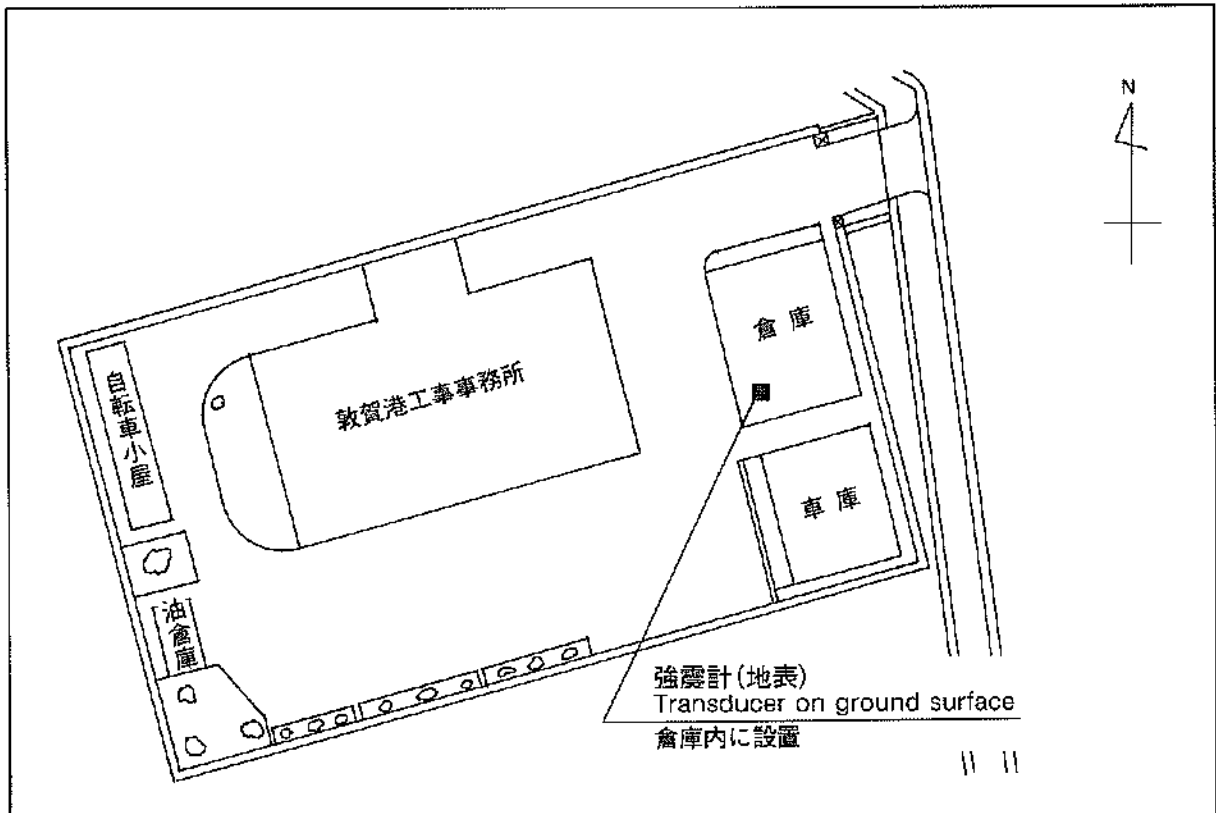 N
倉庫
敦賀港工事事務所
自転車小屋
車庫
油倉庫
強震計(地表)
Transducer on ground surface
倉庫内に設置